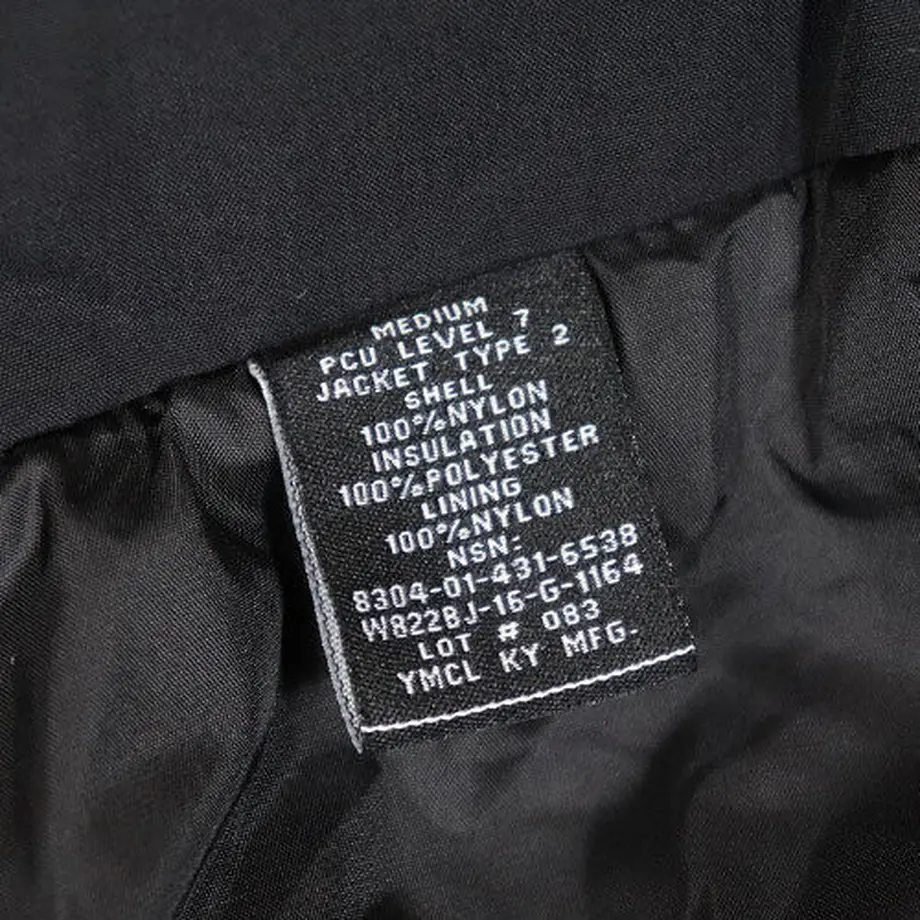 MEDIUM
PCU LEVEL 7
JACKET TYPE 2
SHELL
100%NYLON
INSULATION
100%POLYESTER
LINING
100%NYLON
NSN:
8304-01-431-6538
W822BJ-16-G-1164
LOT # 083
YMCL KY MFG-